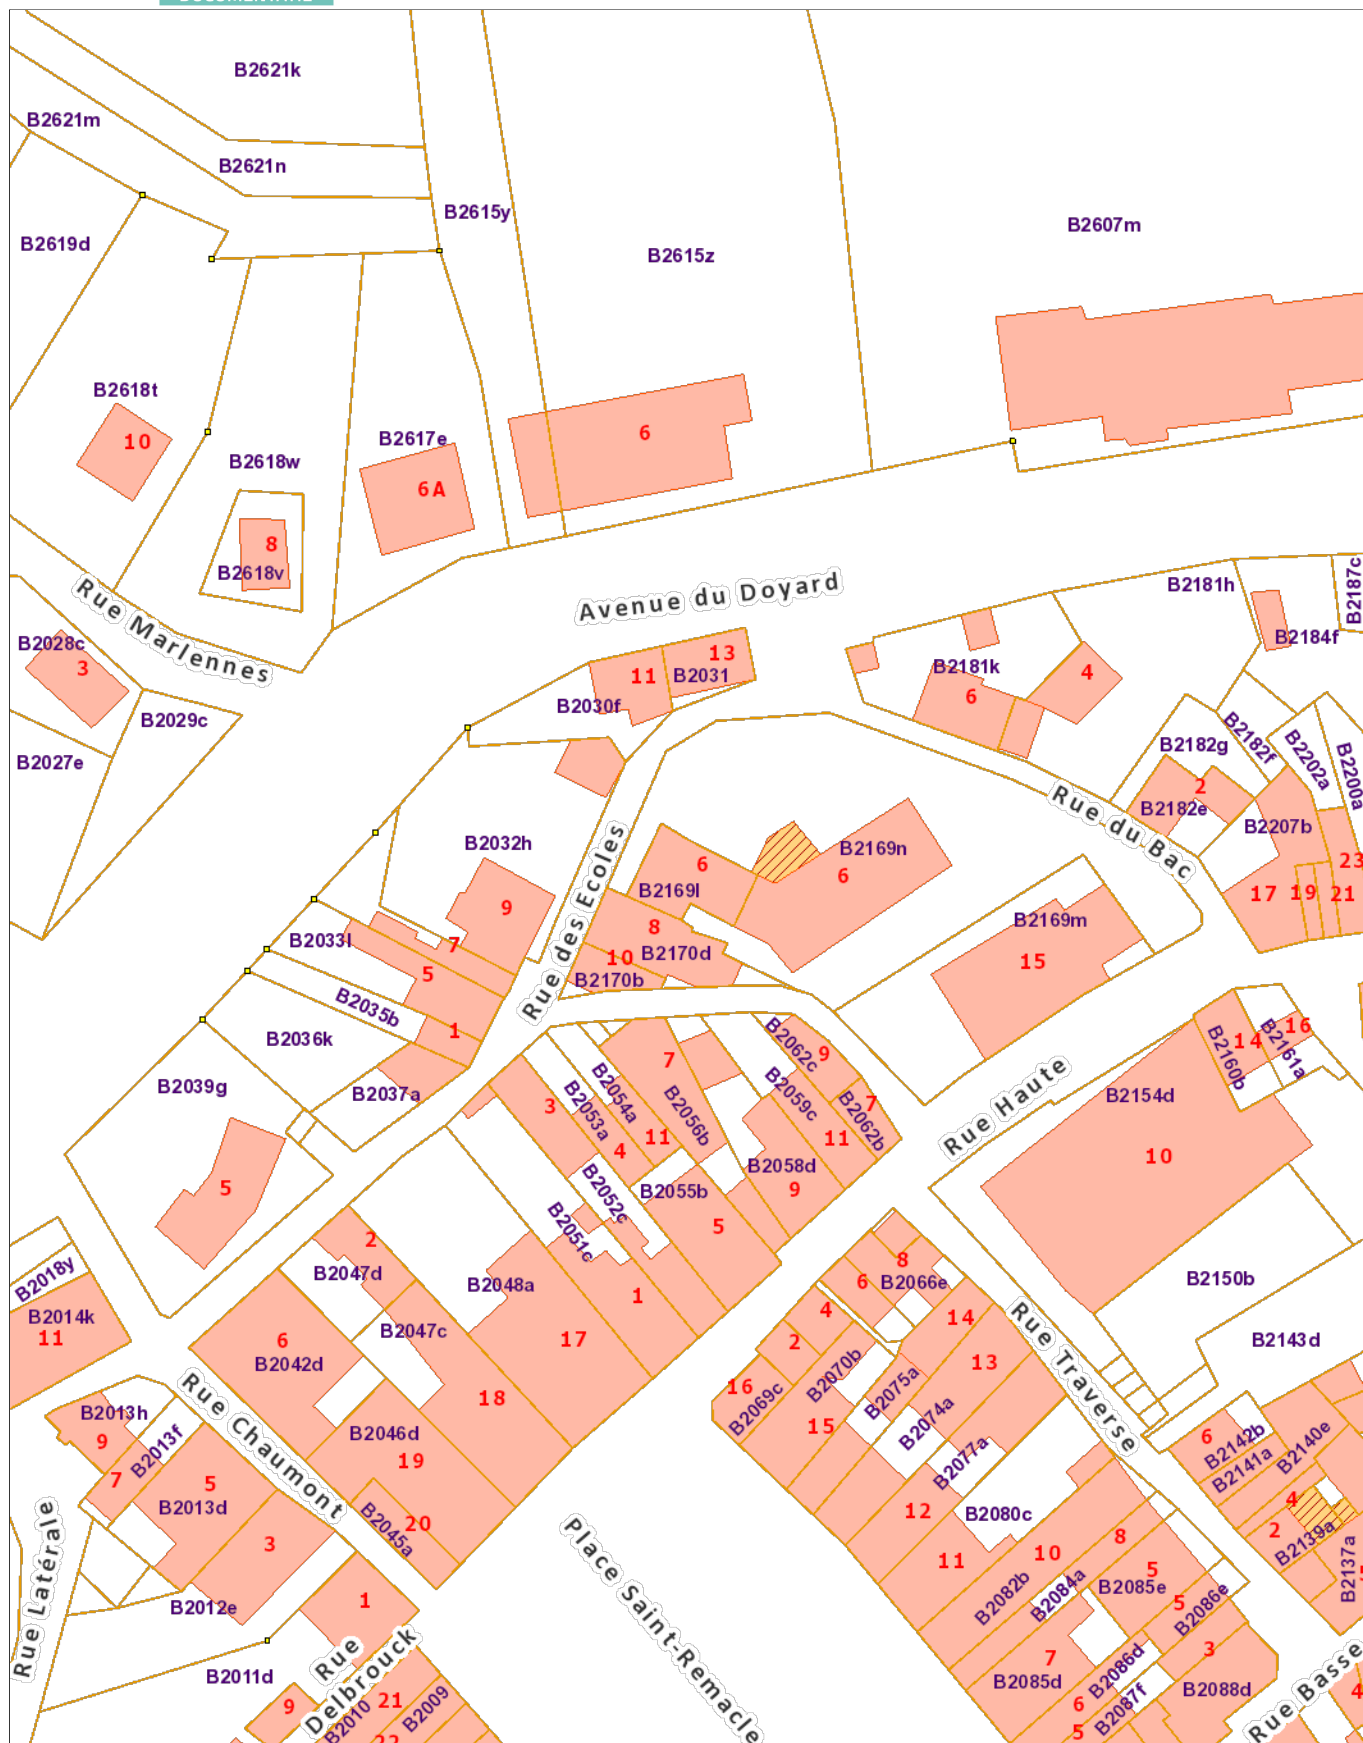 B2621k
B2621m
B2621n
B2615y
B2619d
B2607m
B2615z
B2618t
10
B2617e
6
B2618w
6A
8
B2618v
Rue Marlennes
Avenue du Doyard
B2181h
B2187c
B2184f
B2028c
3
B2029c
B2027e
11
13
B2031
B2030f
B2181k
6
4
B2182g
B2182f
B2202a
B2200a
2
B2182e
B2207b
Rue du Bac
23
17
19
21
B2032h
9
7
B2033l
5
B2035b
1
B2036k
B2037a
B2039g
5
Rue des Ecoles
6
B2169l
B2169n
6
8
10
B2170d
B2170b
B2169m
15
Rue Haute
14
16
B2160b
B2161a
B2154d
10
B2150b
B2143d
B2062c
9
7
B2062b
B2059c
11
7
B2056b
B2054a
B2053a
3
4
11
B2058d
9
B2055b
5
B2052c
B2051c
1
2
B2047d
B2048a
17
B2047c
18
6
B2042d
B2046d
19
20
B2045a
B2018y
B2014k
11
Rue Chaumont
B2013h
9
B2013f
7
5
B2013d
3
B2012e
Rue Latérale
B2011d
1
Rue Delbrouck
9
21
B2010
B2009
22
Place Saint-Remacle
8
6
B2066e
4
2
14
13
B2070b
16
B2069c
15
B2075a
B2074a
B2077a
12
B2080c
11
10
8
B2082b
B2084a
5
B2085e
5
B2086e
3
7
B2085d
B2086d
6
B2087f
5
B2088d
Rue Traverse
6
B2142b
B2141a
B2140e
4
2
B2139a
B2137a
Rue Basse
4